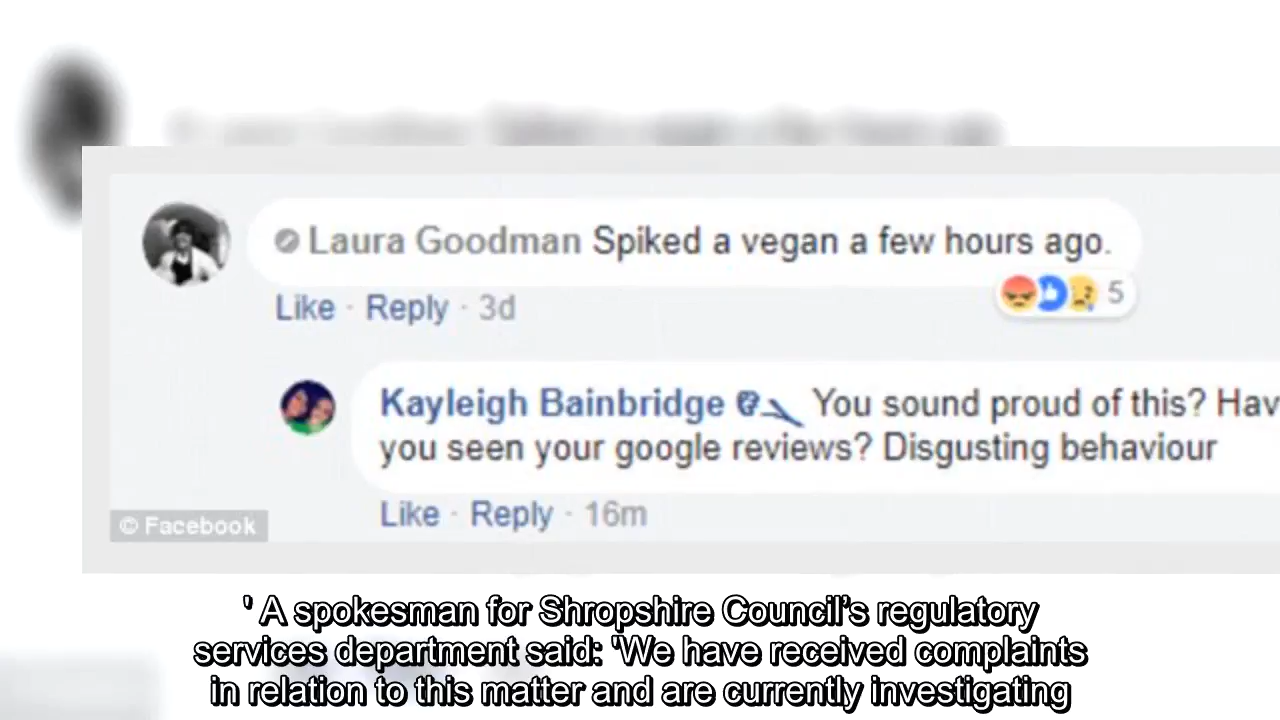 Laura Goodman Spiked a vegan a few hours ago.
Like · Reply · 3d
5
Kayleigh Bainbridge You sound proud of this? Hav
you seen your google reviews? Disgusting behaviour
Like · Reply · 16m
© Facebook
' A spokesman for Shropshire Council’s regulatory
services department said: 'We have received complaints
in relation to this matter and are currently investigating